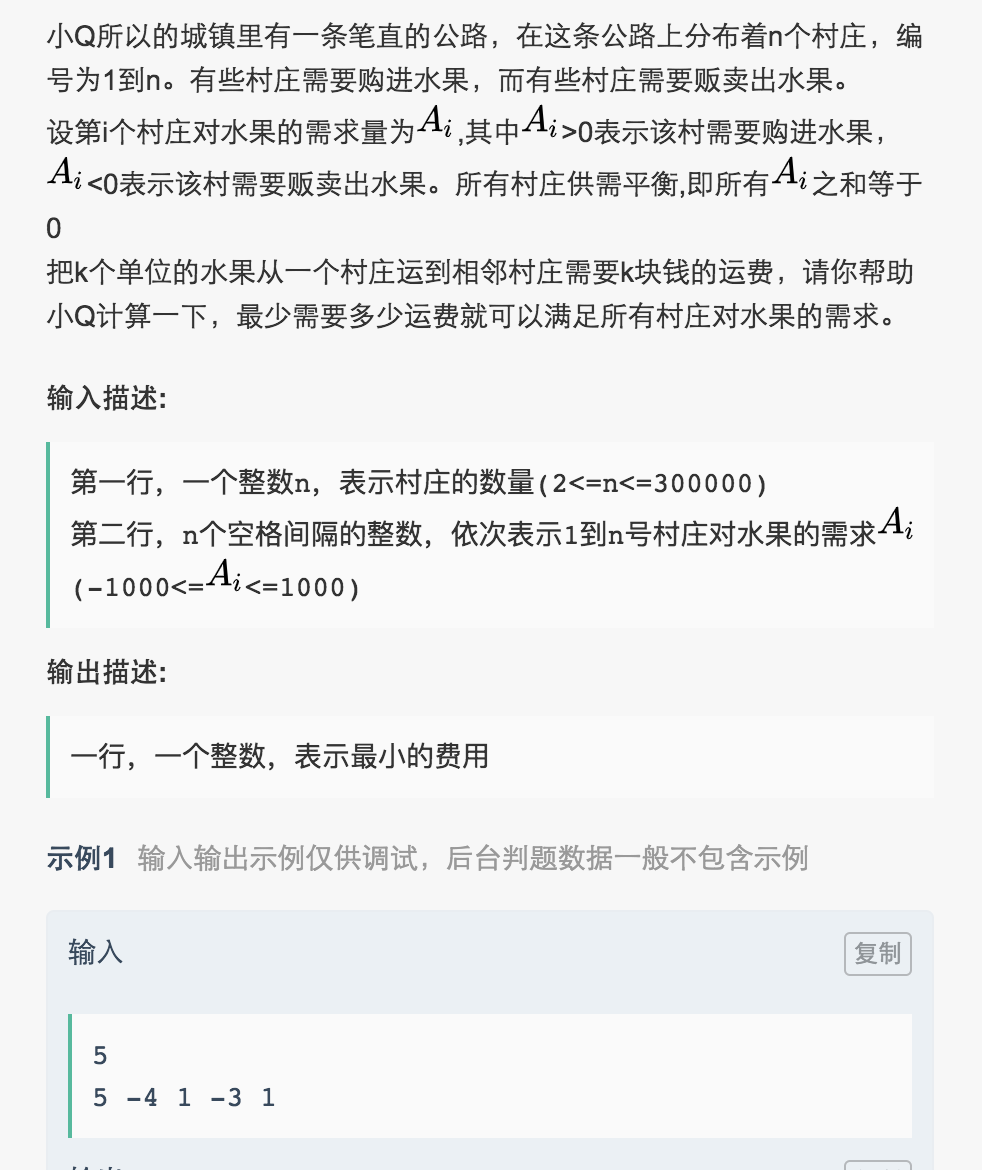 小Q所以的城镇里有一条笔直的公路，在这条公路上分布着n个村庄，编
号为1到n。有些村庄需要购进水果，而有些村庄需要贩卖出水果。
设第i个村庄对水果的需求量为Ai,其中Ai>0表示该村需要购进水果，
Ai<0表示该村需要贩卖出水果。所有村庄供需平衡,即所有Ai之和等于
0
把k个单位的水果从一个村庄运到相邻村庄需要k块钱的运费，请你帮助
小Q计算一下，最少需要多少运费就可以满足所有村庄对水果的需求。
输入描述:
第一行，一个整数n，表示村庄的数量(2<=n<=300000)
第二行，n个空格间隔的整数，依次表示1到n号村庄对水果的需求Ai
(-1000<=Ai<=1000)
输出描述:
一行，一个整数，表示最小的费用
示例1 输入输出示例仅供调试，后台判题数据一般不包含示例
输入 复制
5
5 -4 1 -3 1